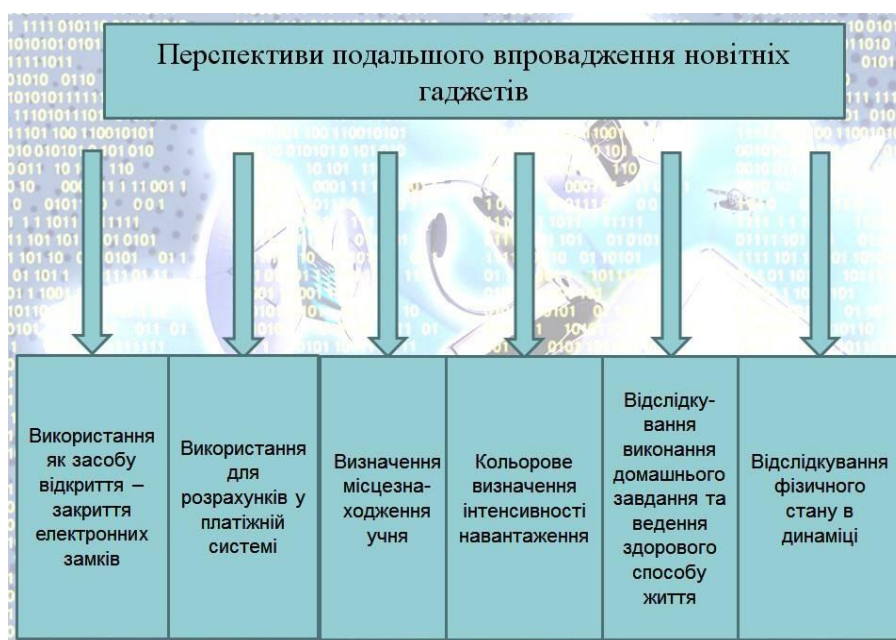 Перспективи подальшого впровадження новітніх
гаджетів
Використання
як засобу
відкриття –
закриття
електронних
замків
Використання
для
розрахунків у
платіжній
системі
Визначення
місцезна-
ходження
учня
Кольорове
визначення
інтенсивності
навантаження
Відслідку-
вання
виконання
домашнього
завдання та
ведення
здорового
способу
життя
Відслідкування
фізичного
стану в
динаміці